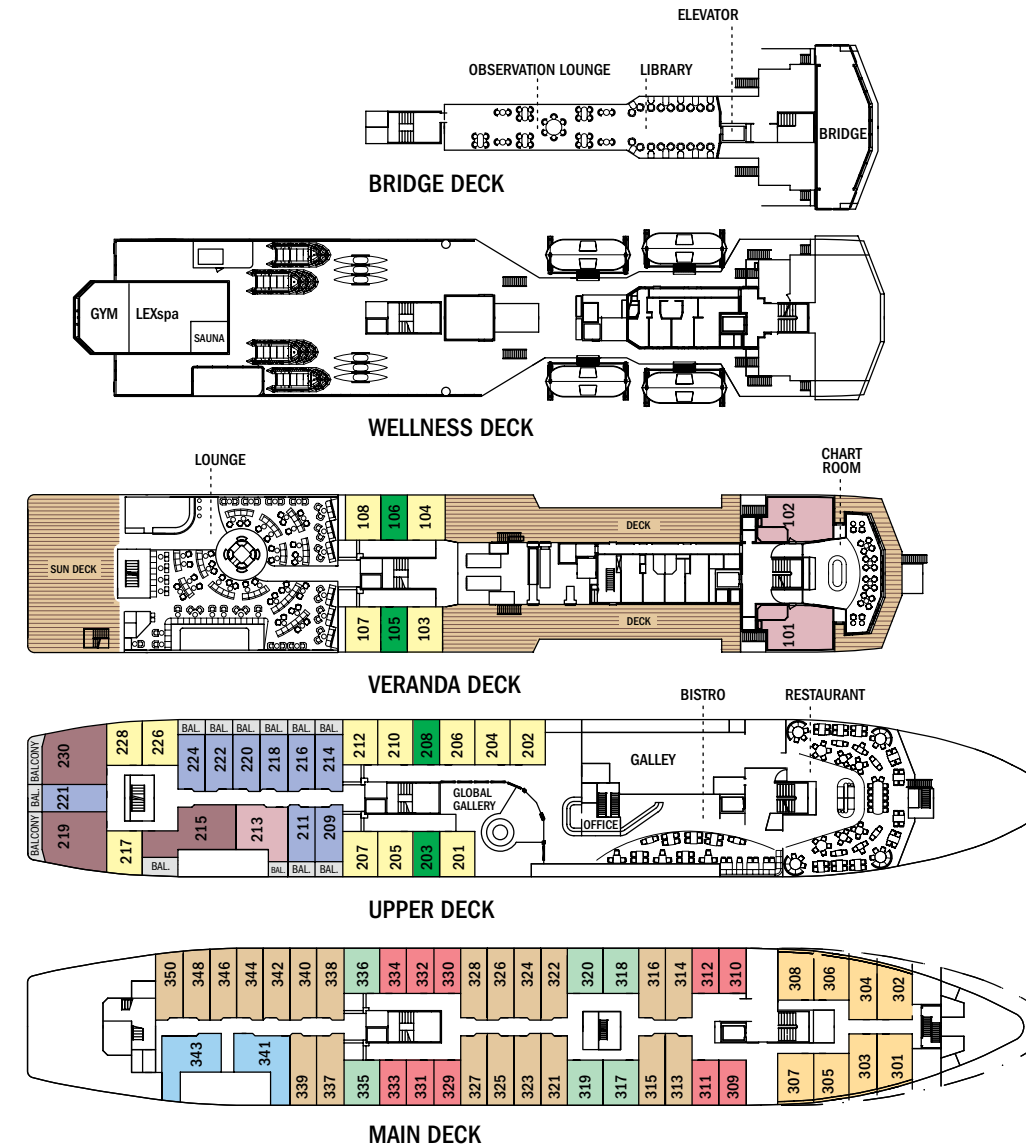 ELEVATOR
OBSERVATION LOUNGE
LIBRARY
BRIDGE
BRIDGE DECK
GYM
LEXspa
SAUNA
WELLNESS DECK
LOUNGE
CHART
ROOM
108
106
104
DECK
102
SUN DECK
107
105
103
DECK
101
VERANDA DECK
BISTRO
RESTAURANT
BALCONY
230
228
226
BAL.
BAL.
BAL.
BAL.
BAL.
BAL.
224
222
220
218
216
214
212
210
208
206
204
202
GALLEY
BAL.
221
GLOBAL
GALLERY
OFFICE
BALCONY
219
217
215
213
211
209
207
205
203
201
BAL.
BAL.
BAL.
BAL.
UPPER DECK
350
348
346
344
342
340
338
336
334
332
330
328
326
324
322
320
318
316
314
312
310
308
306
304
302
343
341
339
337
335
333
331
329
327
325
323
321
319
317
315
313
311
309
307
305
303
301
MAIN DECK